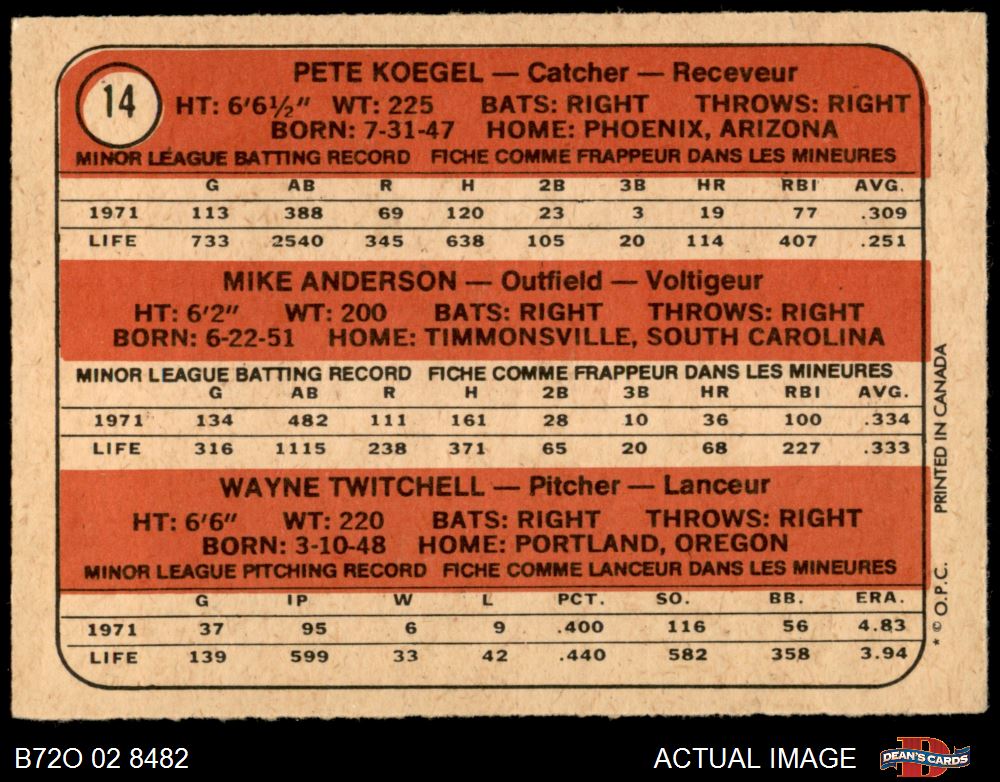 14
PETE KOEGEL — Catcher — Receveur
HT: 6'6½" WT: 225 BATS: RIGHT THROWS: RIGHT
BORN: 7-31-47 HOME: PHOENIX, ARIZONA
MINOR LEAGUE BATTING RECORD FICHE COMME FRAPPEUR DANS LES MINEURES
G AB R H 2B 3B HR RBI AVG.
1971 113 388 69 120 23 3 19 77 .309
LIFE 733 2540 345 638 105 20 114 407 .251
MIKE ANDERSON — Outfield — Voltigeur
HT: 6'2" WT: 200 BATS: RIGHT THROWS: RIGHT
BORN: 6-22-51 HOME: TIMMONSVILLE, SOUTH CAROLINA
MINOR LEAGUE BATTING RECORD FICHE COMME FRAPPEUR DANS LES MINEURES
G AB R H 2B 3B HR RBI AVG.
1971 134 482 111 161 28 10 36 100 .334
LIFE 316 1115 238 371 65 20 68 227 .333
WAYNE TWITCHELL — Pitcher — Lanceur
HT: 6'6" WT: 220 BATS: RIGHT THROWS: RIGHT
BORN: 3-10-48 HOME: PORTLAND, OREGON
MINOR LEAGUE PITCHING RECORD FICHE COMME LANCEUR DANS LES MINEURES
G IP W L PCT. SO. BB. ERA.
1971 37 95 6 9 .400 116 56 4.83
LIFE 139 599 33 42 .440 582 358 3.94
* © O.P.C. PRINTED IN CANADA
B72O 02 8482
ACTUAL IMAGE
DEAN'S CARDS